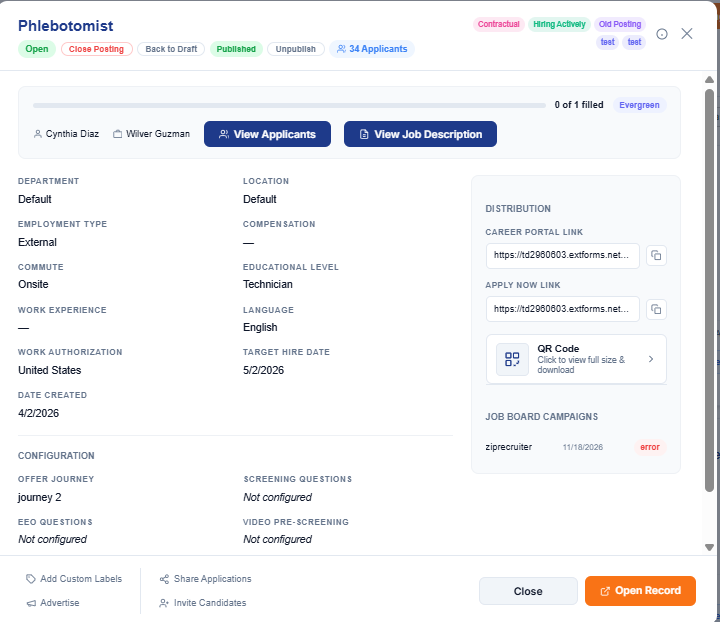 Phlebotomist
Contractual Hiring Actively Old Posting
test test
Open Close Posting Back to Draft Published Unpublish 34 Applicants
0 of 1 filled Evergreen
Cynthia Diaz Wilver Guzman View Applicants View Job Description
DEPARTMENT
Default
LOCATION
Default
EMPLOYMENT TYPE
External
COMPENSATION
—
COMMUTE
Onsite
EDUCATIONAL LEVEL
Technician
WORK EXPERIENCE
—
LANGUAGE
English
WORK AUTHORIZATION
United States
TARGET HIRE DATE
5/2/2026
DATE CREATED
4/2/2026
CONFIGURATION
OFFER JOURNEY
journey 2
SCREENING QUESTIONS
Not configured
EEO QUESTIONS
Not configured
VIDEO PRE-SCREENING
Not configured
DISTRIBUTION
CAREER PORTAL LINK
https://td2960603.extforms.net...
APPLY NOW LINK
https://td2960603.extforms.net...
QR Code
Click to view full size &
download
JOB BOARD CAMPAIGNS
ziprecruiter 11/18/2026 error
Add Custom Labels Share Applications
Advertise Invite Candidates
Close Open Record